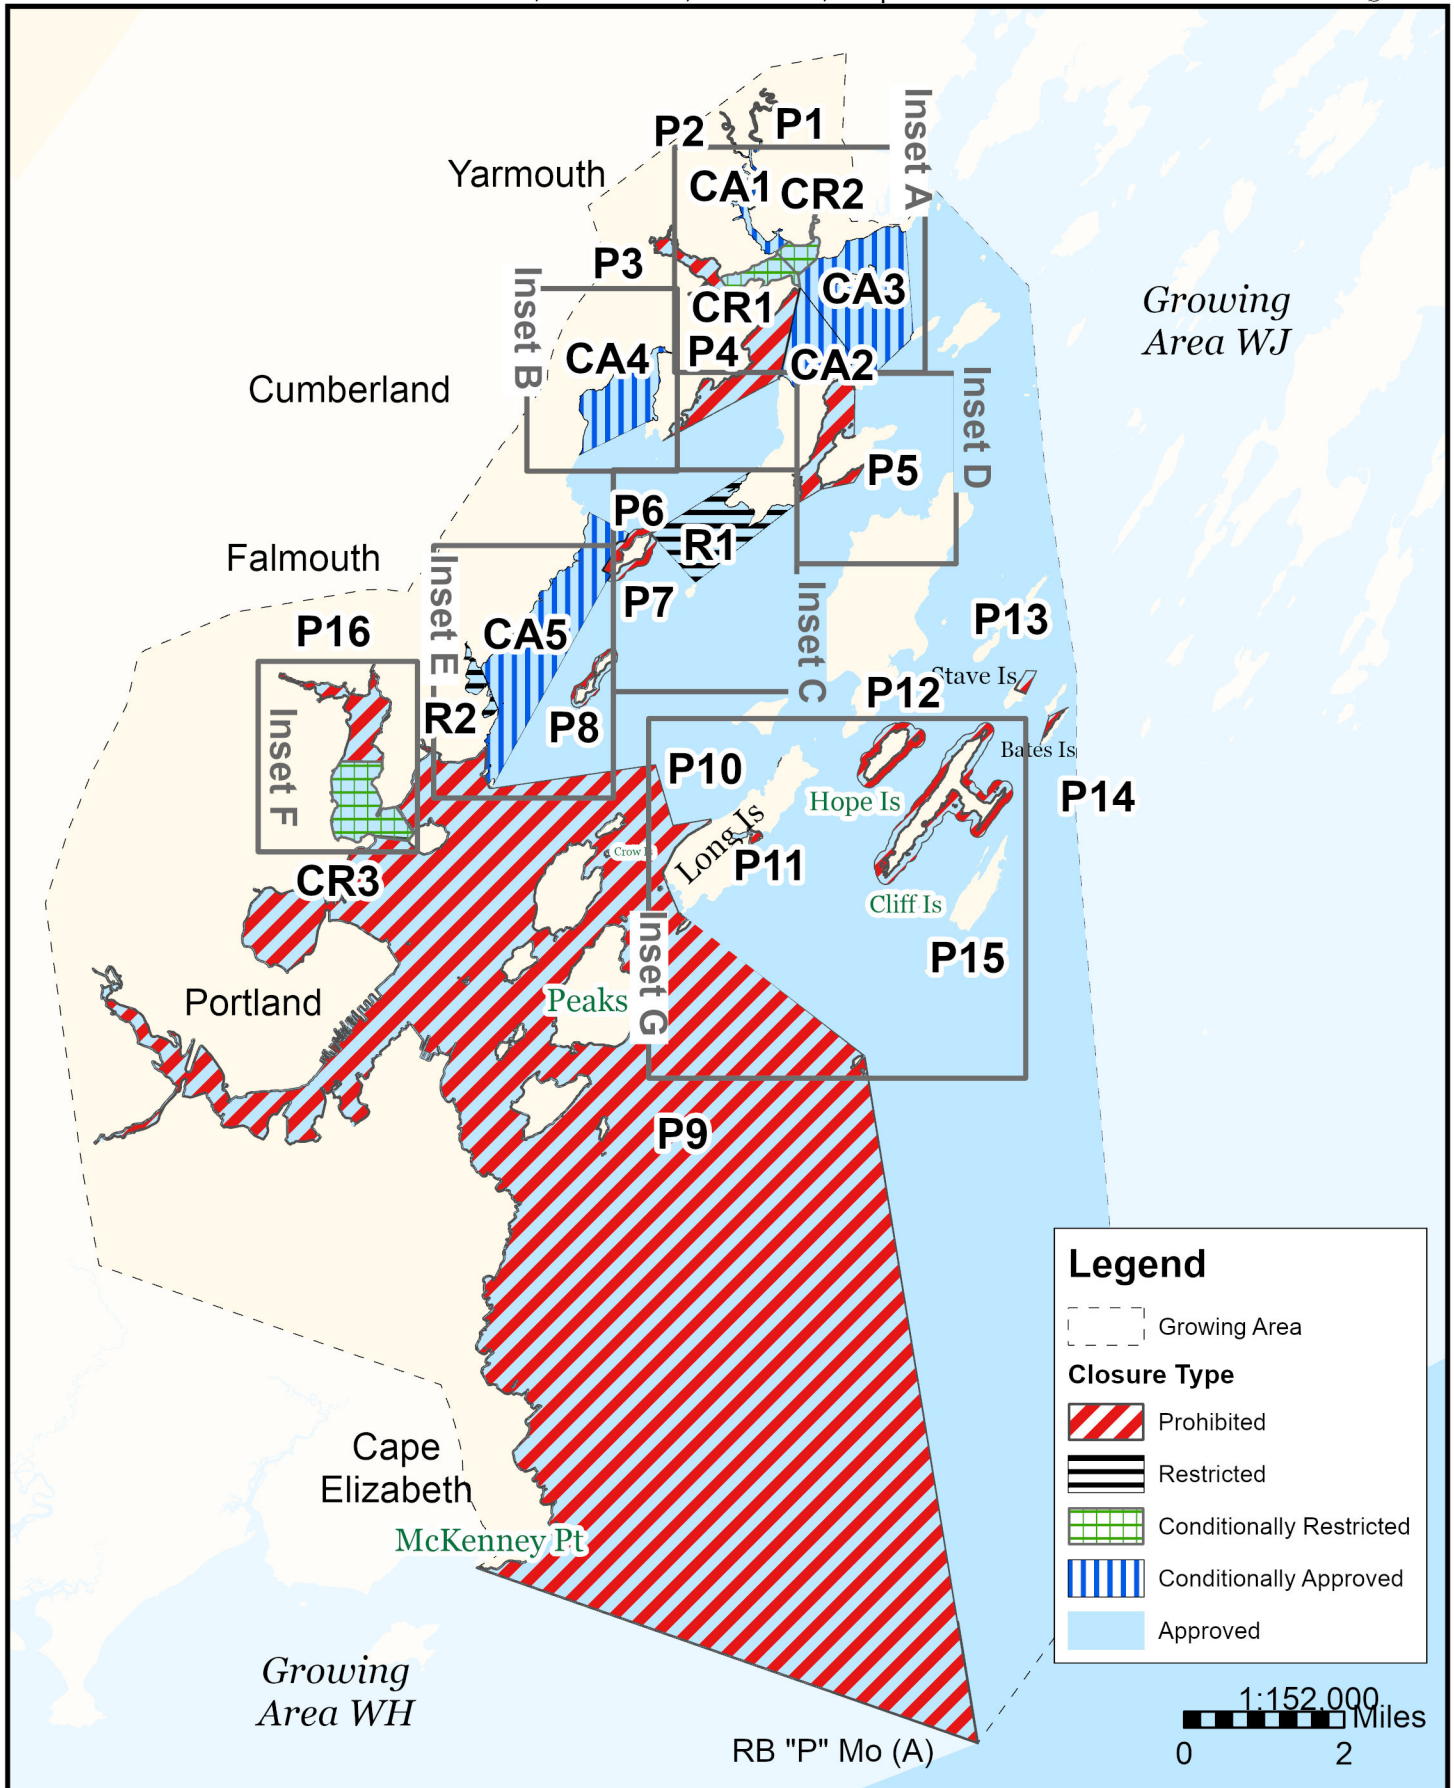 Inset A
P2
P1
Yarmouth
CA1
CR2
P3
Inset B
CA3
CR1
Growing
Area WJ
P4
CA4
CA2
Cumberland
Inset D
P5
P6
R1
Falmouth
Inset E
P7
Inset C
P16
CA5
P13
Stave Is
P12
R2
P8
Inset F
Bates Is
P10
P14
Hope Is
Long Is
Crow Is
P11
CR3
Cliff Is
Inset G
P15
Portland
Peaks
P9
Legend
Growing Area
Closure Type
Prohibited
Restricted
Conditionally Restricted
Conditionally Approved
Approved
Cape
Elizabeth
McKenney Pt
Growing
Area WH
1:152,000
Miles
0 2
RB "P" Mo (A)